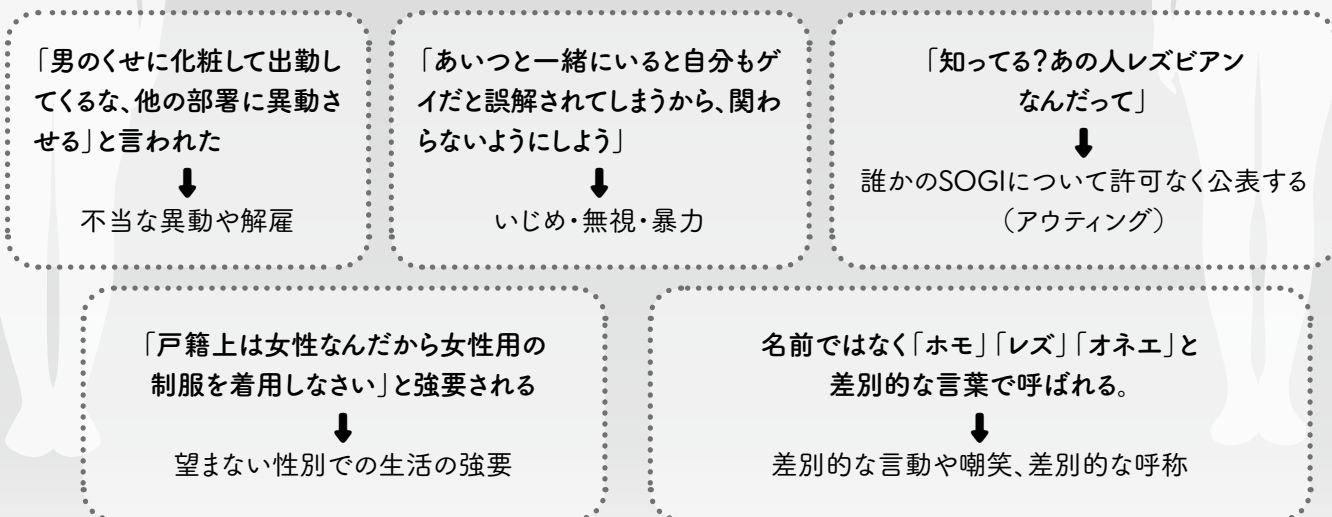 「男のくせに化粧して出勤し
てくるな、他の部署に異動さ
せる」と言われた
不当な異動や解雇
「あいつと一緒にいると自分もゲ
イだと誤解されてしまうから、関わ
らないようにしよう」
いじめ・無視・暴力
「知ってる?あの人レズビアン
なんだって」
誰かのSOGIについて許可なく公表する
（アウティング）
「戸籍上は女性なんだから女性用の
制服を着用しなさい」と強要される
望まない性別での生活の強要
名前ではなく「ホモ」「レズ」「オネエ」と
差別的な言葉で呼ばれる。
差別的な言動や嘲笑、差別的な呼称